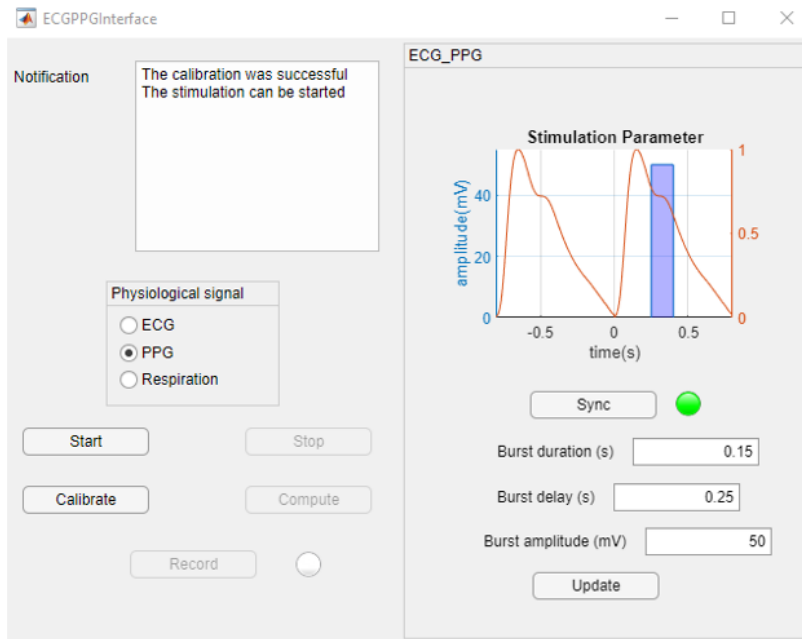 ECGPPGInterface
Notification
The calibration was successful
The stimulation can be started
Physiological signal
ECG
PPG
Respiration
Start
Stop
Calibrate
Compute
Record
ECG_PPG
Stimulation Parameter
amplitude(mV)
40
20
0
1
0.5
0
-0.5
0
0.5
time(s)
Sync
Burst duration (s)
0.15
Burst delay (s)
0.25
Burst amplitude (mV)
50
Update